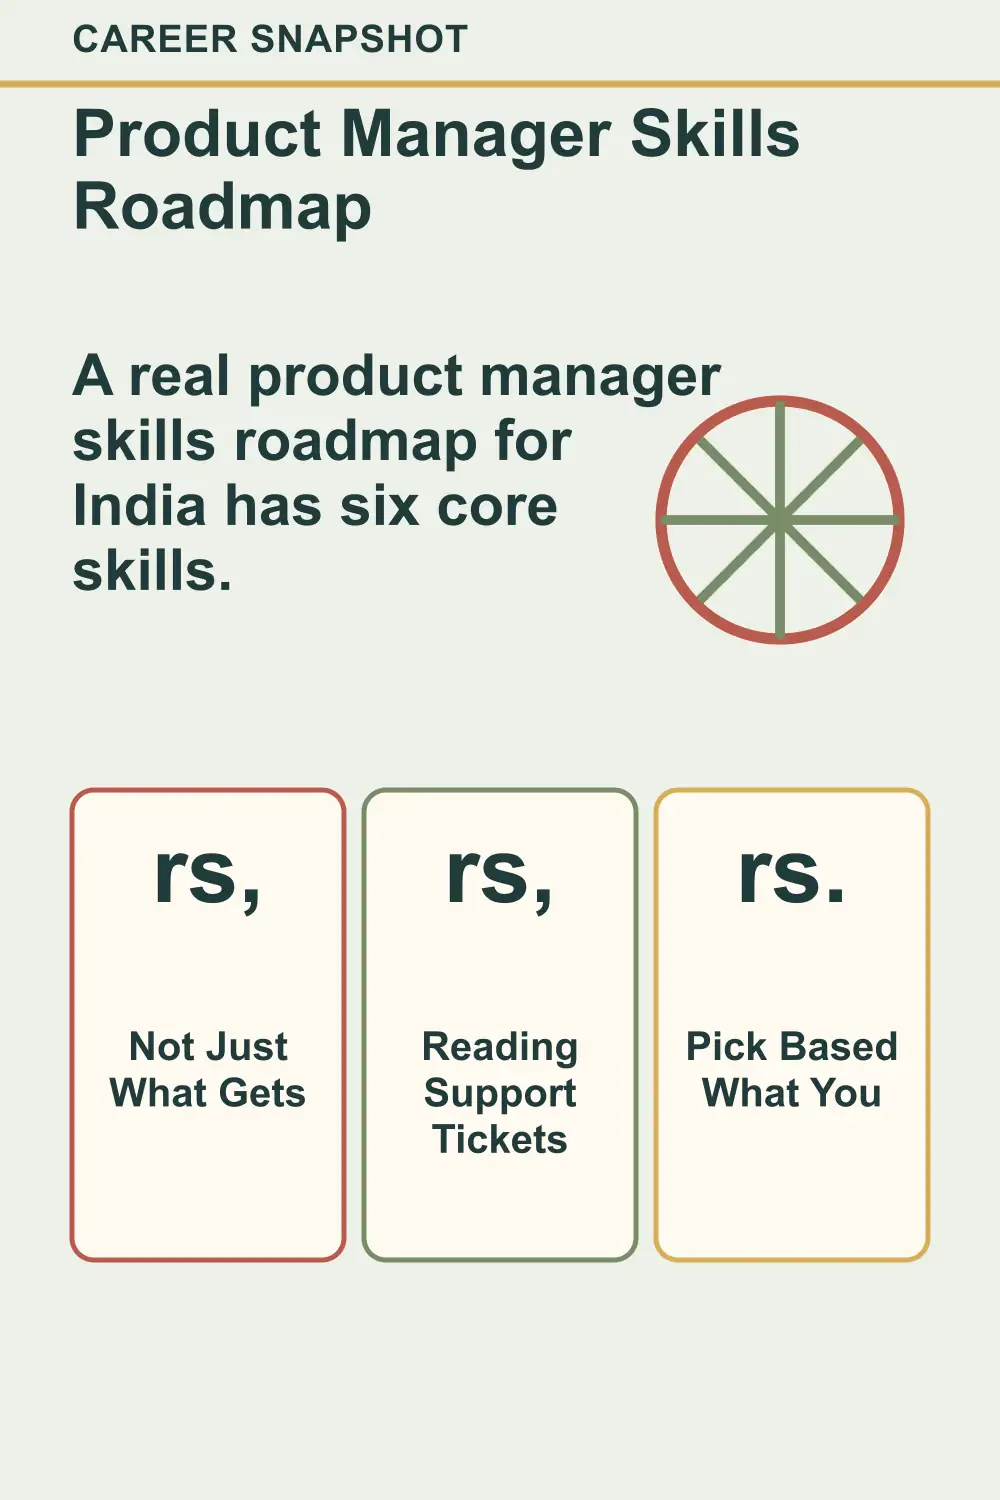 CAREER SNAPSHOT
Product Manager Skills
Roadmap
A real product manager
skills roadmap for
India has six core
skills.
rs,
Not Just
What Gets
rs,
Reading
Support
Tickets
rs.
Pick Based
What You